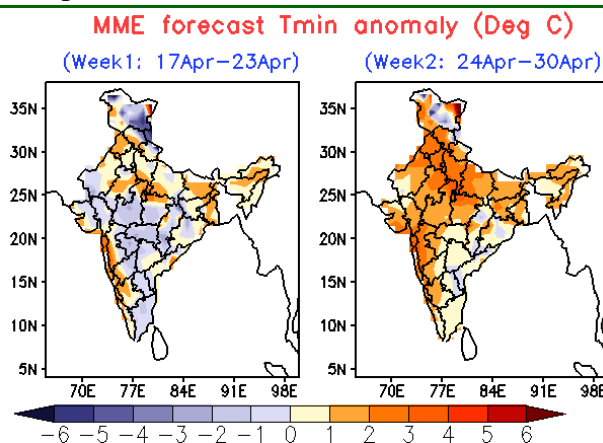 MME forecast Tmin anomaly (Deg C)
(Week1: 17Apr-23Apr)
(Week2: 24Apr-30Apr)
35N
30N
25N
20N
15N
10N
5N
70E 77E 84E 91E 98E
35N
30N
25N
20N
15N
10N
5N
70E 77E 84E 91E 98E
-6 -5 -4 -3 -2 -1 0 1 2 3 4 5 6